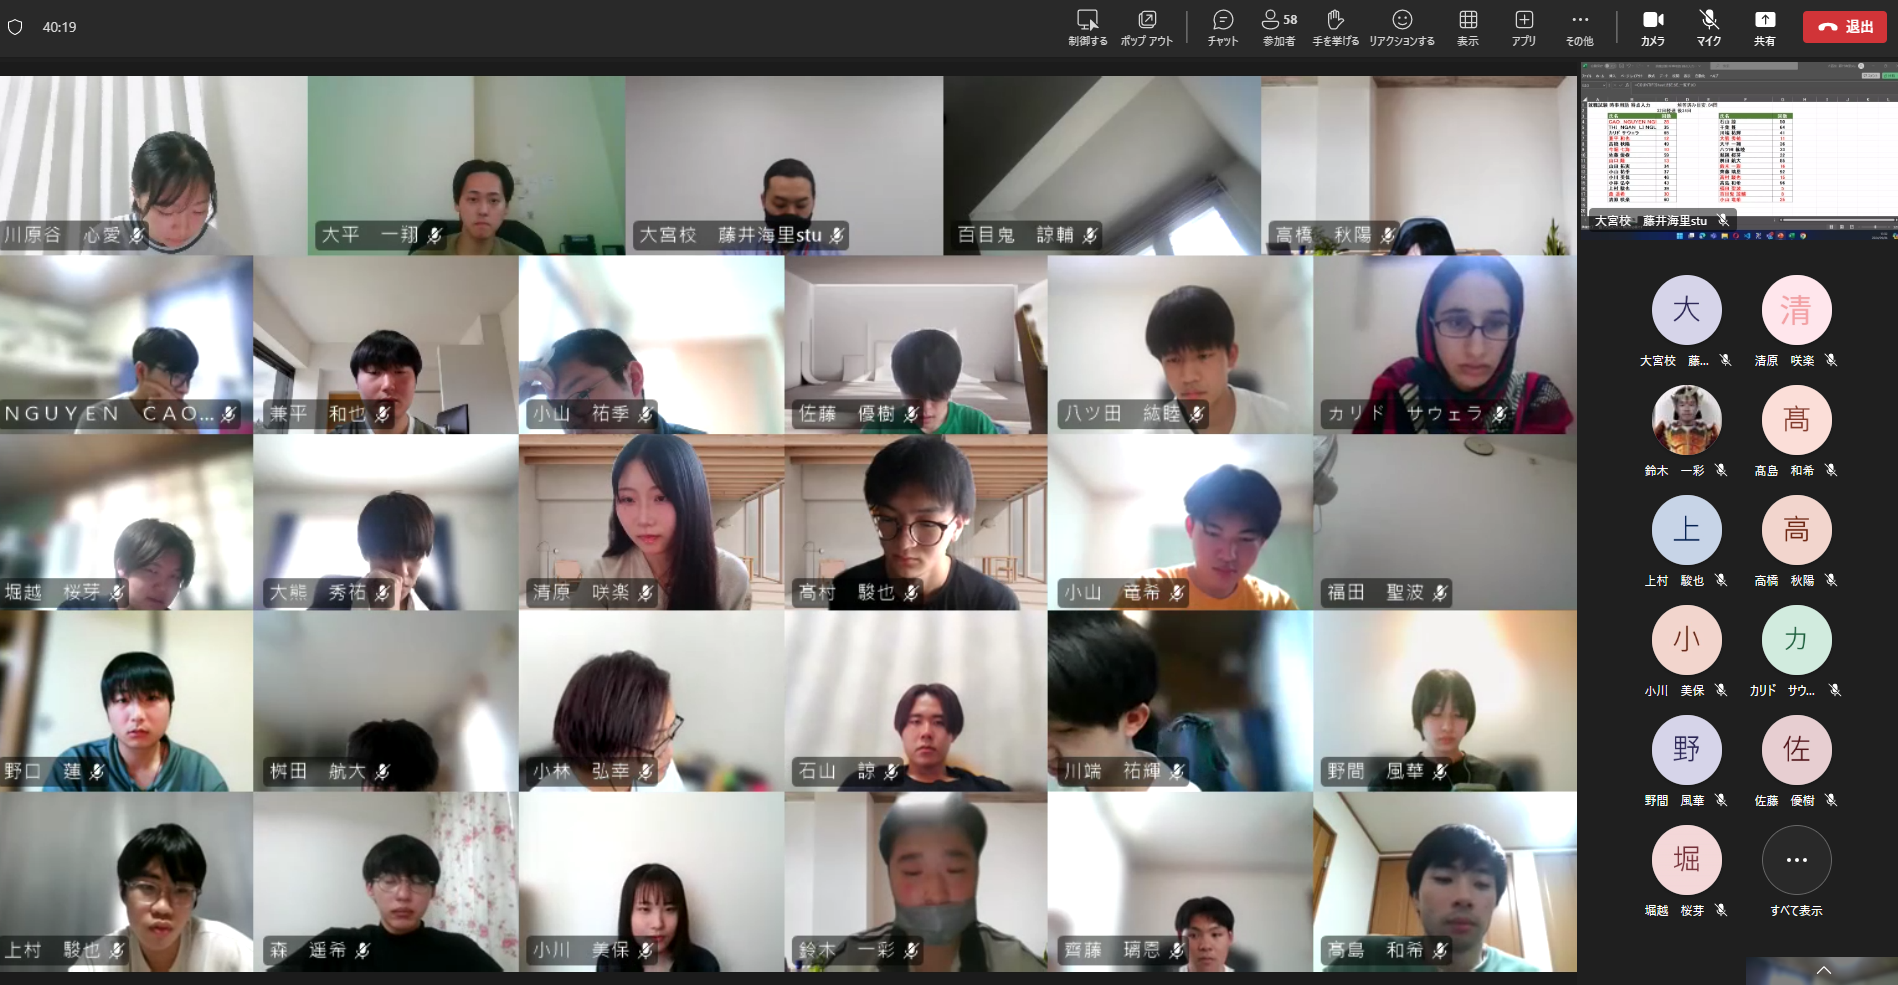 40:19
制御する ポップ アウト チャット 58 参加者 手を挙げる リアクションする 表示 アプリ その他 カメラ マイク 共有 退出
川原谷 心愛
大平 一翔
大宮校 藤井海里stu
百目鬼 諒輔
高橋 秋陽
大宮校 藤井海里stu
NGUYEN CAO...
兼平 和也
小山 祐季
佐藤 優樹
八ツ田 紘睦
カリド サウェラ
堀越 桜芽
大熊 秀祐
清原 咲楽
髙村 駿也
小山 竜希
福田 聖波
野口 蓮
桝田 航大
小林 弘幸
石山 諒
川端 祐輝
野間 風華
上村 駿也
森 遥希
小川 美保
鈴木 一彩
齊藤 璃恩
髙島 和希
大 清
大宮校 藤... 清原 咲楽
髙
鈴木 一彩 髙島 和希
上 高
上村 駿也 高橋 秋陽
小 カ
小川 美保 カリド サウ...
野 佐
野間 風華 佐藤 優樹
堀 ...
堀越 桜芽 すべて表示